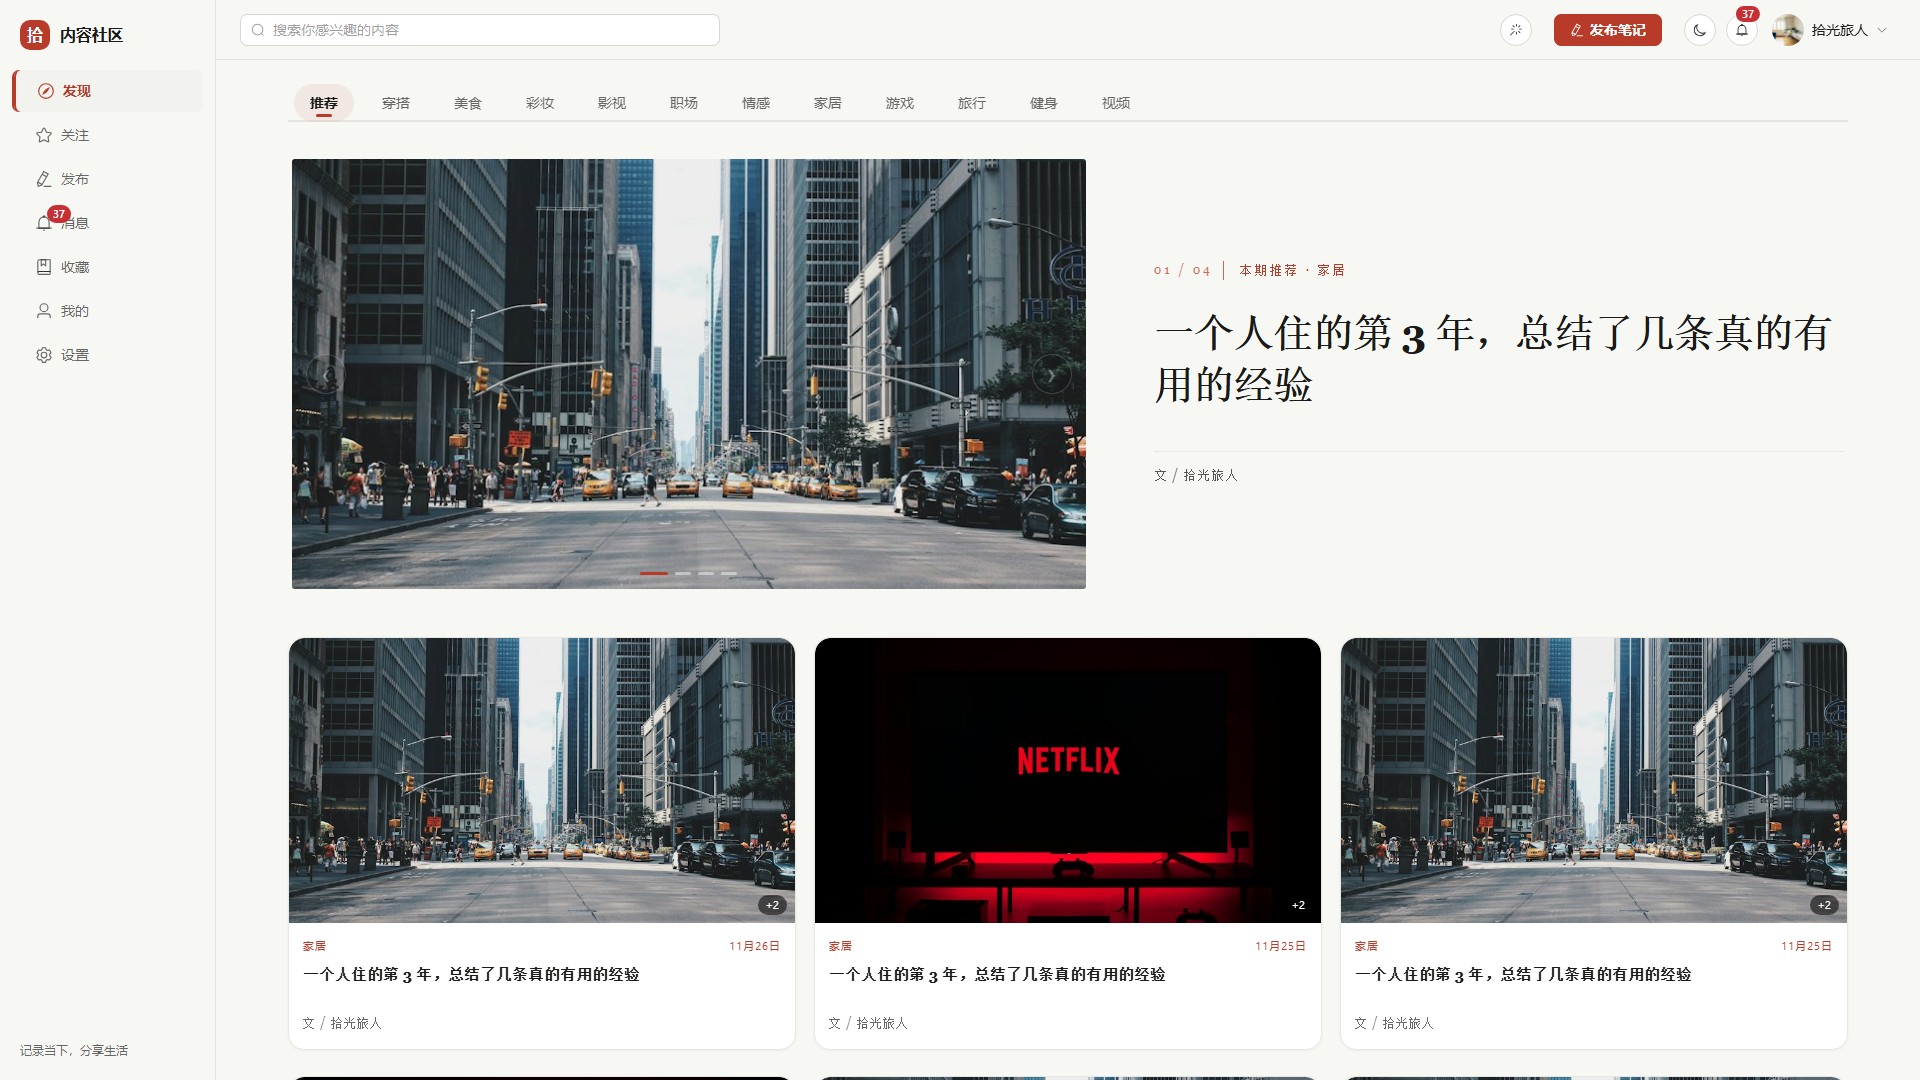 拾 内容社区
搜索你感兴趣的内容
发布笔记
37
拾光旅人
发现
关注
发布
37
消息
收藏
我的
设置
记录当下，分享生活
推荐 穿搭 美食 彩妆 影视 职场 情感 家居 游戏 旅行 健身 视频
01 / 04 本期推荐 · 家居
一个人住的第 3 年，总结了几条真的有
用的经验
文 / 拾光旅人
+2
家居 11月26日
一个人住的第 3 年，总结了几条真的有用的经验
文 / 拾光旅人
NETFLIX
+2
家居 11月25日
一个人住的第 3 年，总结了几条真的有用的经验
文 / 拾光旅人
+2
家居 11月25日
一个人住的第 3 年，总结了几条真的有用的经验
文 / 拾光旅人